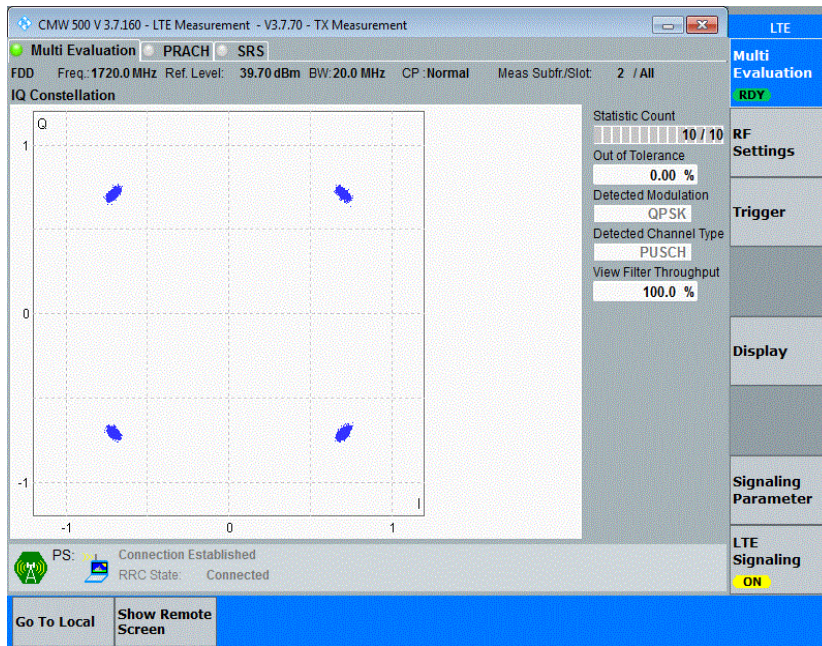 CMW 500 V 3.7.160 - LTE Measurement - V3.7.70 - TX Measurement
LTE
Multi Evaluation PRACH SRS
FDD Freq.: 1720.0 MHz Ref. Level: 39.70 dBm BW: 20.0 MHz CP : Normal Meas Subfr./Slot: 2 / All
IQ Constellation
Q
1
0
-1
I
-1 0 1
Statistic Count
10 / 10
Out of Tolerance
0.00 %
Detected Modulation
QPSK
Detected Channel Type
PUSCH
View Filter Throughput
100.0 %
Multi
Evaluation
RDY
RF
Settings
Trigger
Display
Signaling
Parameter
LTE
Signaling
ON
PS: Connection Established
RRC State: Connected
Go To Local
Show Remote
Screen